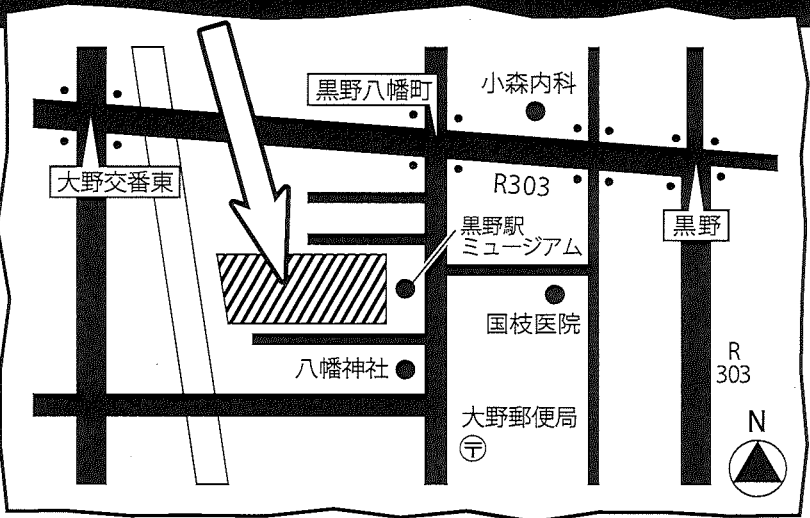 小森内科
黒野八幡町
大野交番東
R303
黒野
黒野駅
ミュージアム
国枝医院
八幡神社
R
303
大野郵便局
〒
N